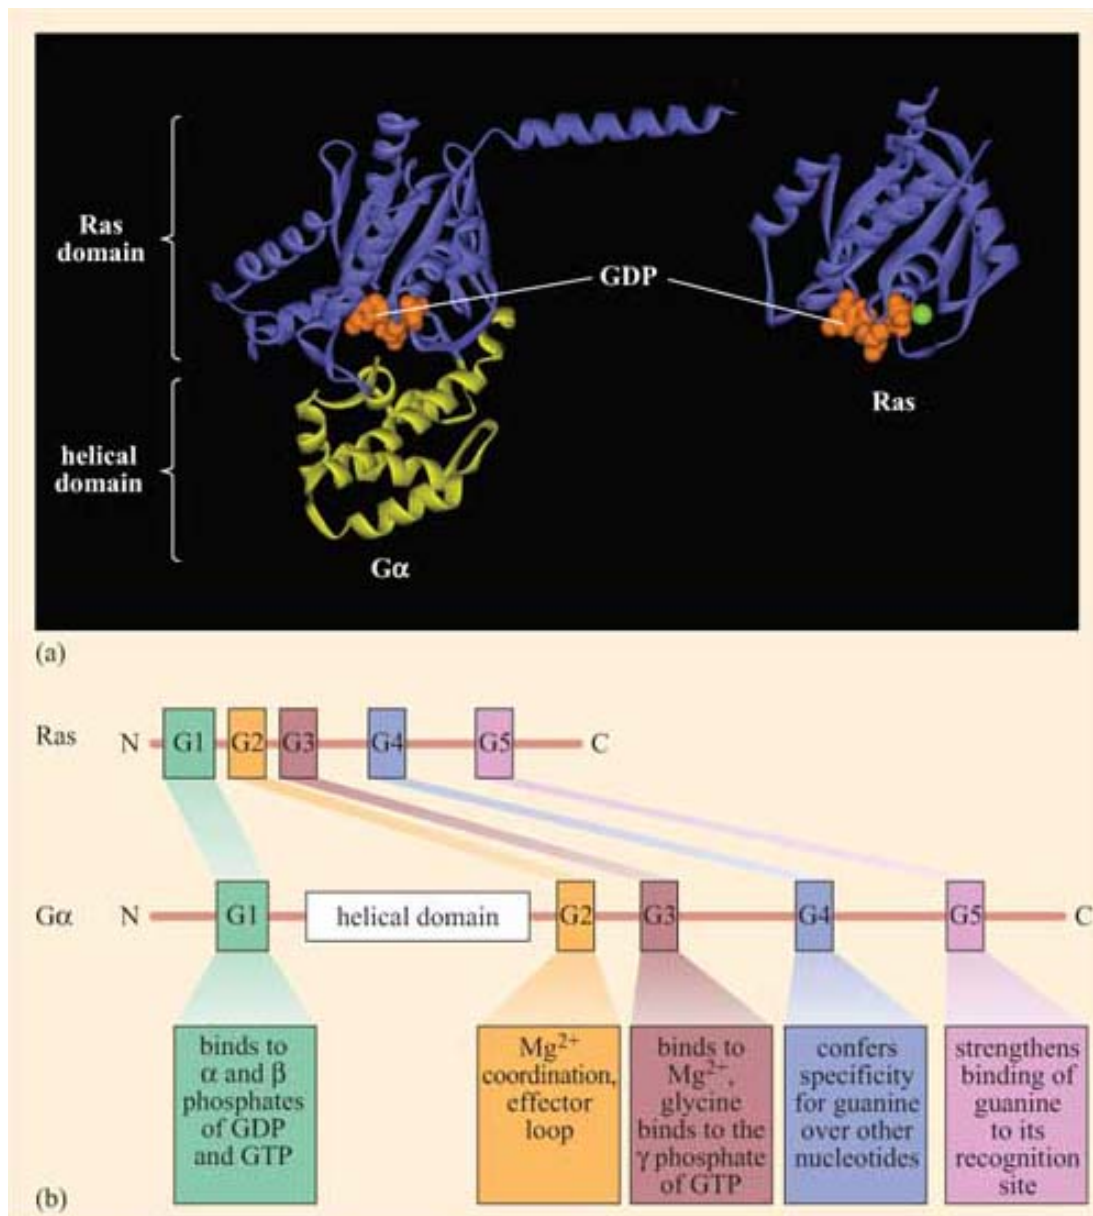 Ras
domain
GDP
Ras
helical
domain
Gα
(a)
Ras N G1 G2 G3 G4 G5 C
Gα N G1 helical domain G2 G3 G4 G5 C
binds to
α and β
phosphates
of GDP
and GTP
Mg²⁺
coordination,
effector
loop
binds to
Mg²⁺,
glycine
binds to the
γ phosphate
of GTP
confers
specificity
for guanine
over other
nucleotides
strengthens
binding of
guanine
to its
recognition
site
(b)